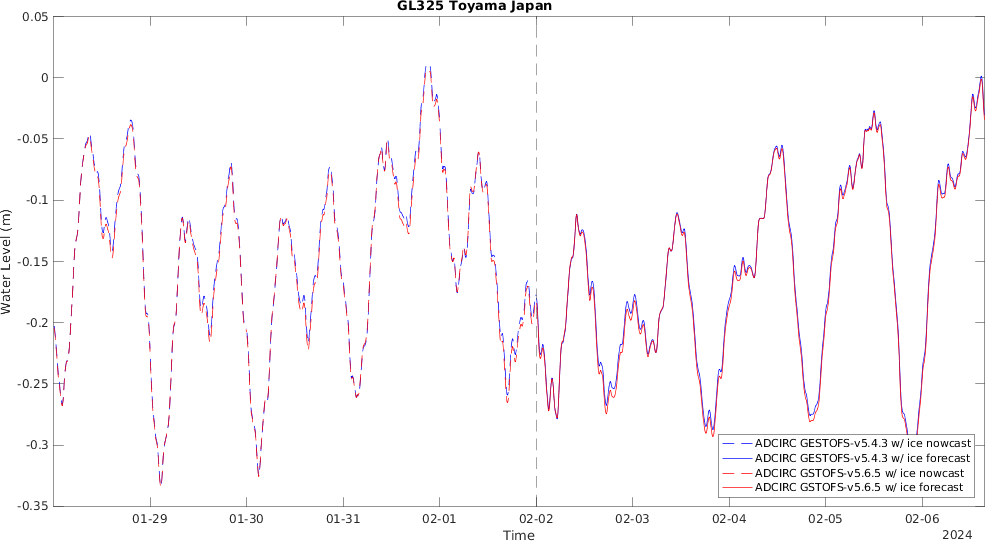 GL325 Toyama Japan
0.05
0
-0.05
-0.1
-0.15
-0.2
-0.25
-0.3
-0.35
Water Level (m)
ADCIRC GESTOFS-v5.4.3 w/ ice nowcast
ADCIRC GESTOFS-v5.4.3 w/ ice forecast
ADCIRC GSTOFS-v5.6.5 w/ ice nowcast
ADCIRC GSTOFS-v5.6.5 w/ ice forecast
01-29 01-30 01-31 02-01 02-02 02-03 02-04 02-05 02-06
Time
2024